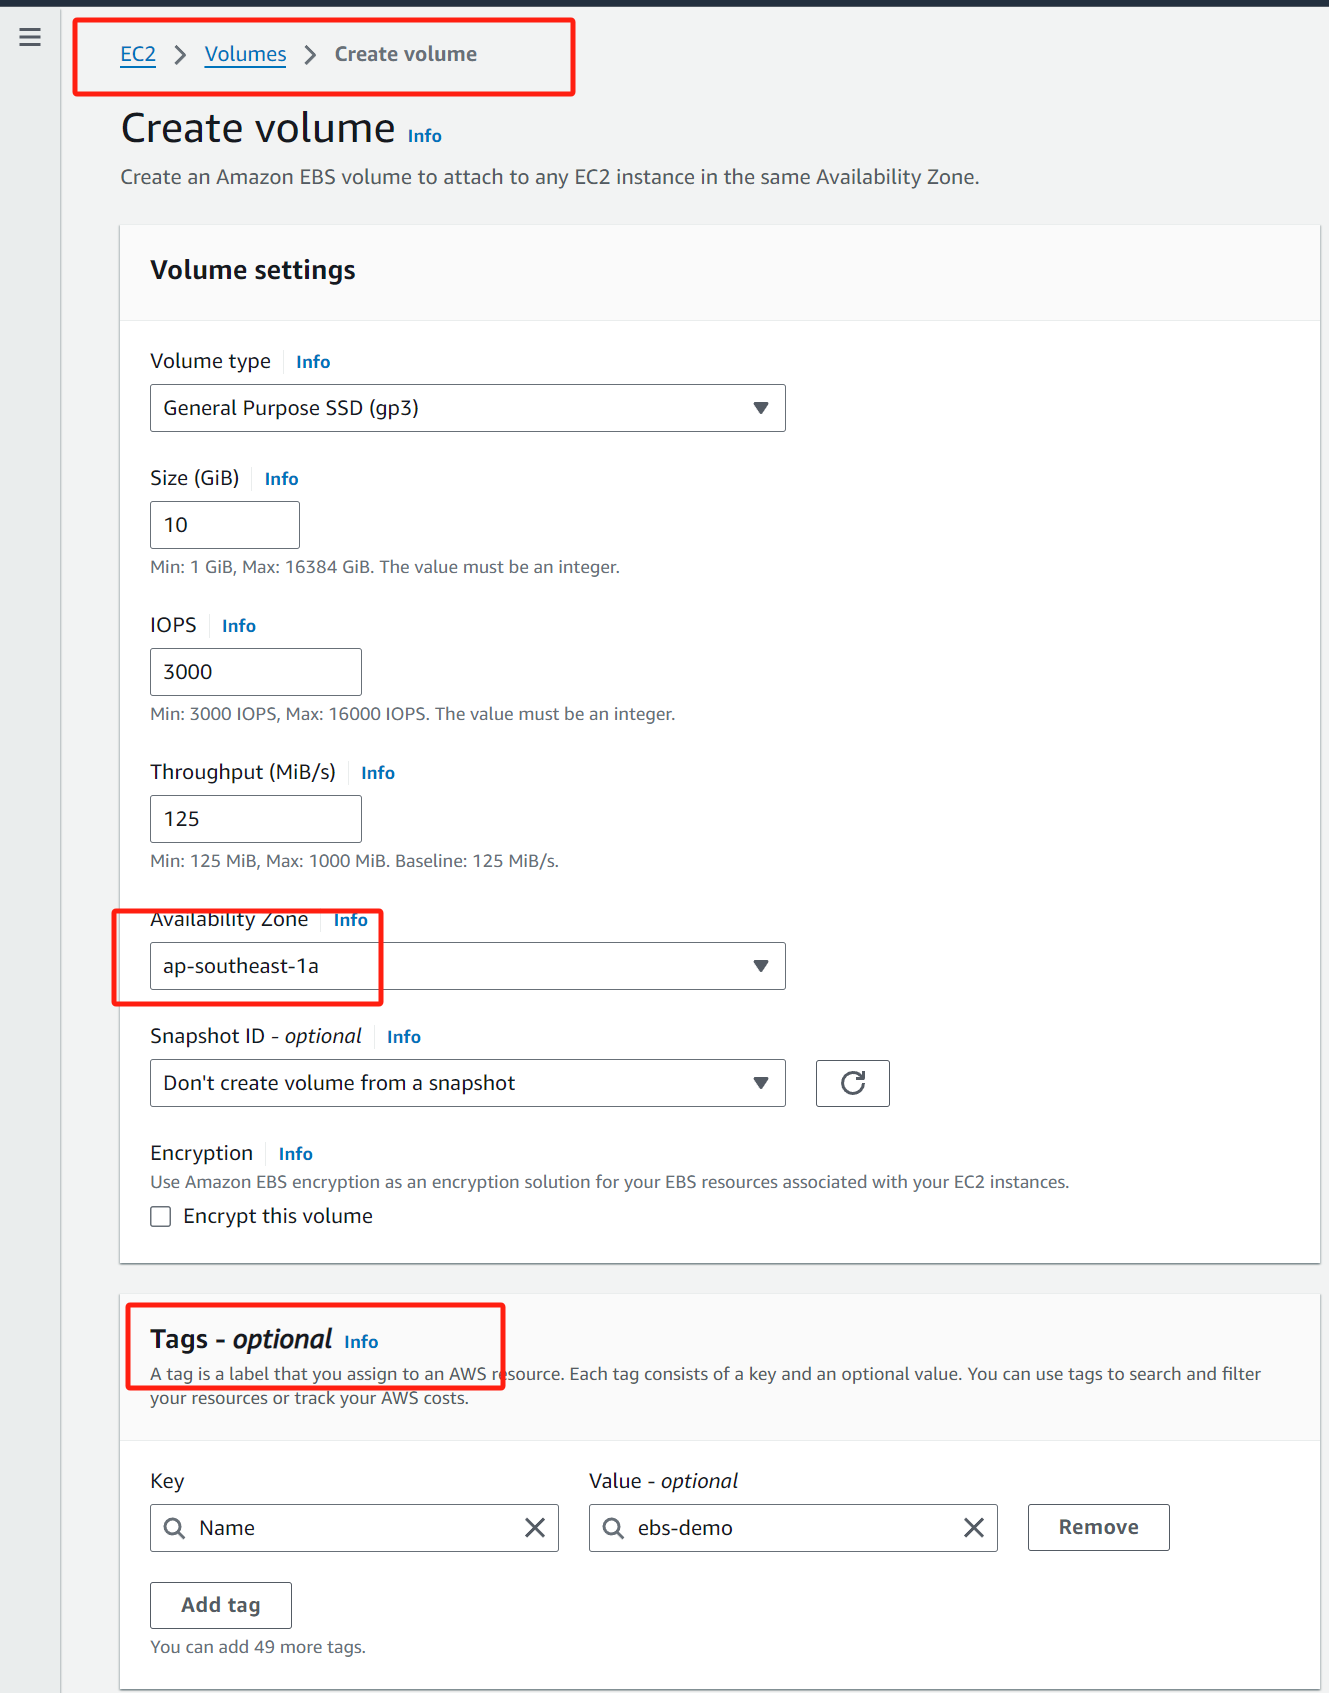 EC2 > Volumes > Create volume
Create volume Info
Create an Amazon EBS volume to attach to any EC2 instance in the same Availability Zone.
Volume settings
Volume type Info
General Purpose SSD (gp3)
Size (GiB) Info
10
Min: 1 GiB, Max: 16384 GiB. The value must be an integer.
IOPS Info
3000
Min: 3000 IOPS, Max: 16000 IOPS. The value must be an integer.
Throughput (MiB/s) Info
125
Min: 125 MiB, Max: 1000 MiB. Baseline: 125 MiB/s.
Availability Zone Info
ap-southeast-1a
Snapshot ID - optional Info
Don't create volume from a snapshot
Encryption Info
Use Amazon EBS encryption as an encryption solution for your EBS resources associated with your EC2 instances.
Encrypt this volume
Tags - optional Info
A tag is a label that you assign to an AWS resource. Each tag consists of a key and an optional value. You can use tags to search and filter
your resources or track your AWS costs.
Key Value - optional
Name ebs-demo Remove
Add tag
You can add 49 more tags.